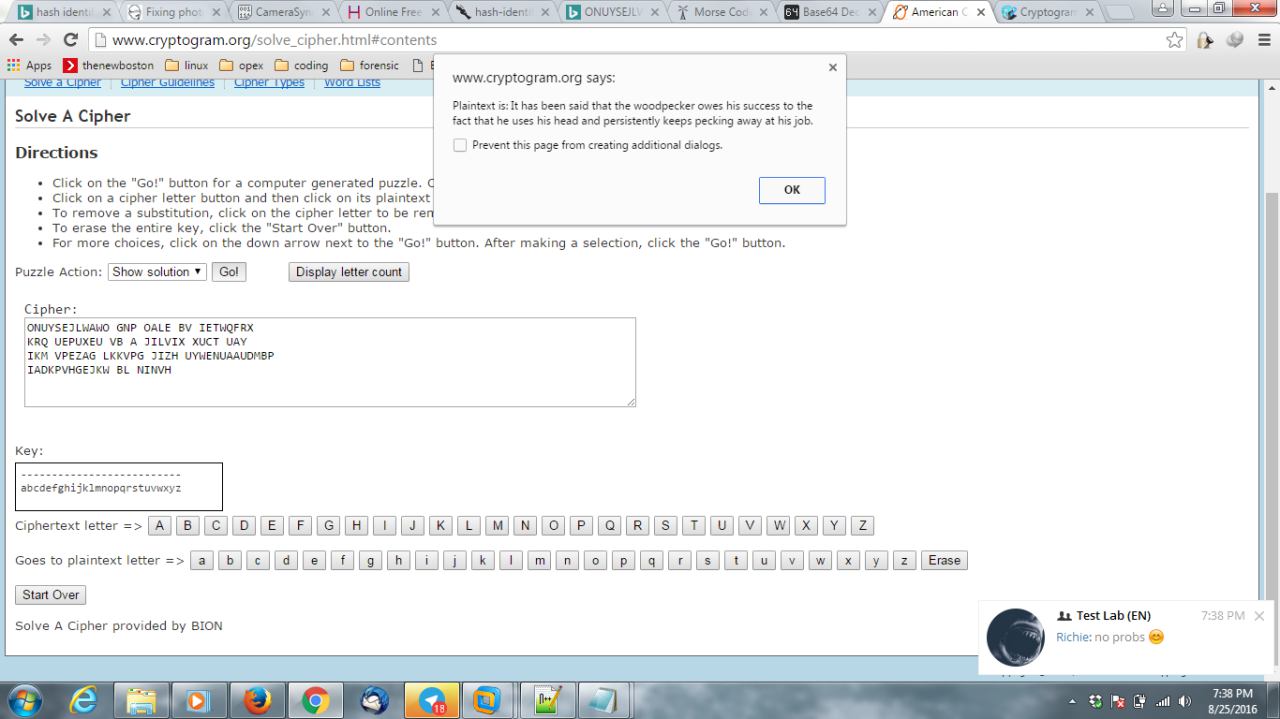 hash identif
Fixing phot
CameraSyn
Online Free
hash-identi
ONUYSEJLV
Morse Cod
Base64 Dec
American C
Cryptogram
www.cryptogram.org/solve_cipher.html#contents
Apps thenewboston linux opex coding forensic
Solve a Cipher Cipher Guidelines Cipher Types Word Lists
www.cryptogram.org says:
Plaintext is: It has been said that the woodpecker owes his success to the
fact that he uses his head and persistently keeps pecking away at his job.
Prevent this page from creating additional dialogs.
OK
Solve A Cipher
Directions
• Click on the "Go!" button for a computer generated puzzle.
• Click on a cipher letter button and then click on its plaintext
• To remove a substitution, click on the cipher letter to be rem
• To erase the entire key, click the "Start Over" button.
• For more choices, click on the down arrow next to the "Go!" button. After making a selection, click the "Go!" button.
Puzzle Action: Show solution Go! Display letter count
Cipher:
ONUYSEJLWAWO GNP OALE BV IETWQFRX
KRQ UEPUXEU VB A JILVIX XUCT UAY
IKM VPEZAG LKKVPG JIZH UYWENUAAUDMBP
IADKPVHGEJKW BL NINVH
Key:
--------------------------
abcdefghijklmnopqrstuvwxyz
Ciphertext letter => A B C D E F G H I J K L M N O P Q R S T U V W X Y Z
Goes to plaintext letter => a b c d e f g h i j k l m n o p q r s t u v w x y z Erase
Start Over
Solve A Cipher provided by BION
Test Lab (EN) 7:38 PM
Richie: no probs
18
7:38 PM
8/25/2016